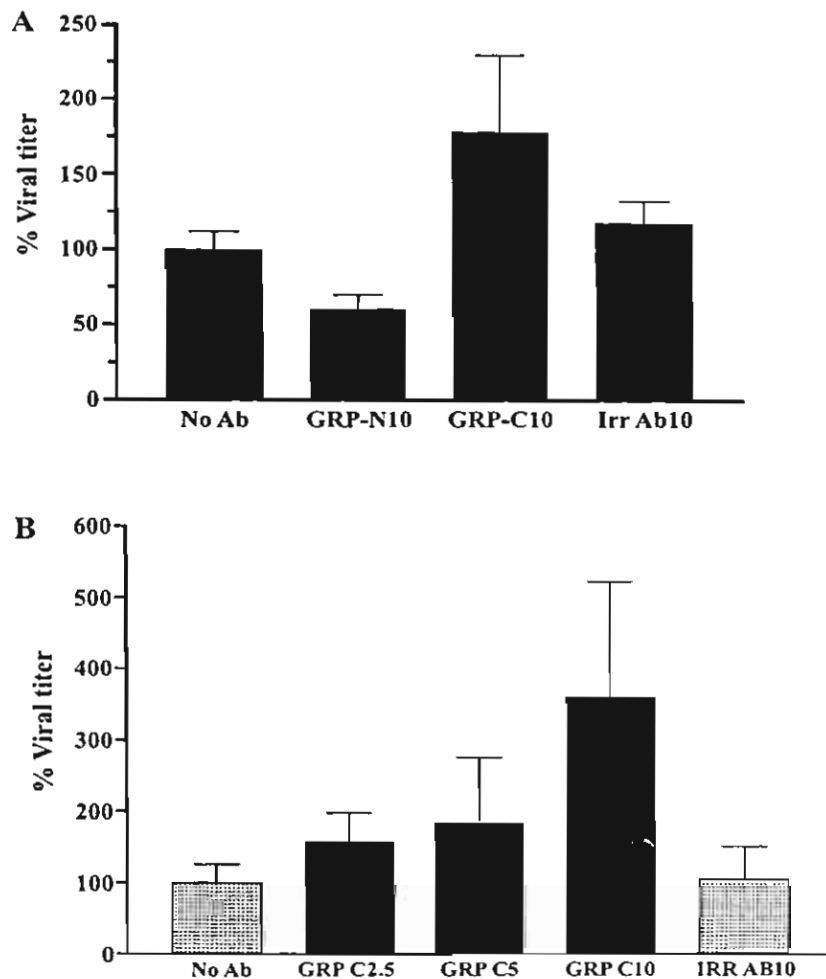 A
% Viral titer
250
200
150
100
50
0
No Ab GRP-N10 GRP-C10 Irr Ab10
B
% Viral titer
600
500
400
300
200
100
0
No Ab GRP C2.5 GRP C5 GRP C10 IRR AB10